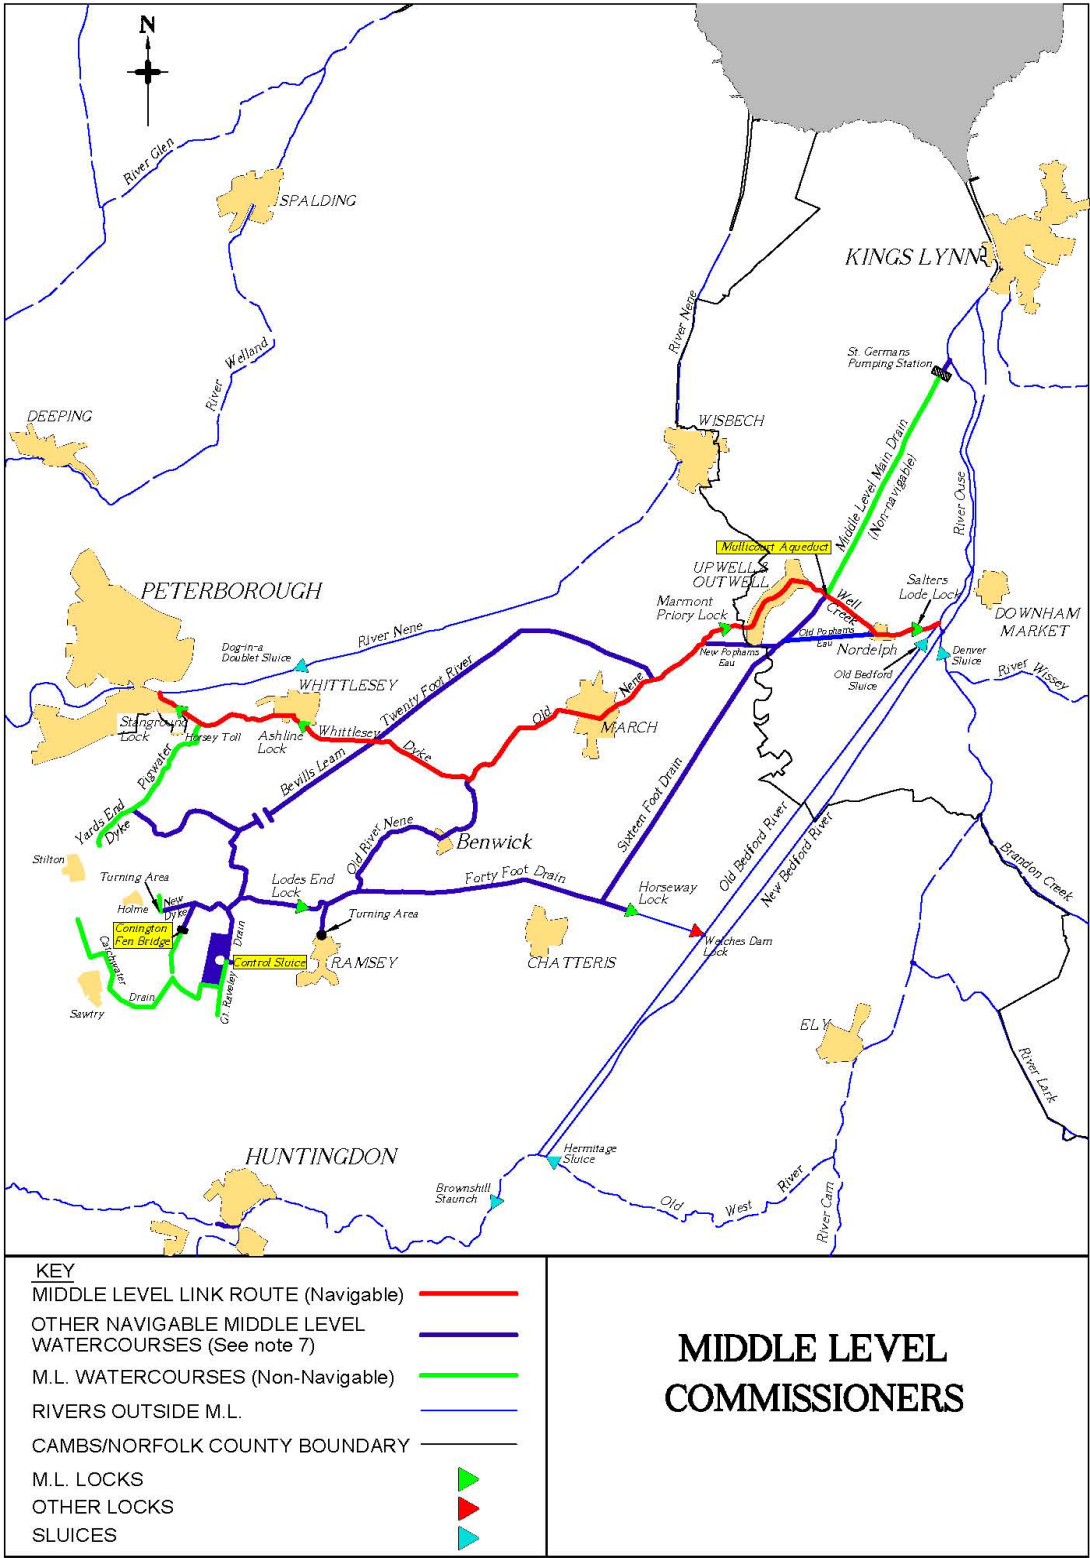 N
River Glen
SPALDING
KINGS LYNN
River Nene
River Welland
St. Germans
Pumping Station
DEEPING
WISBECH
Middle Level Main Drain
(Non-navigable)
River Ouse
Mullicourt Aqueduct
UPWELL &
OUTWELL
Salters
Lode Lock
PETERBOROUGH
Marmont
Priory Lock
Well
Creek
DOWNHAM
MARKET
River Nene
Old Pophams
Eau
Nordelph
Dog-in-a
Doublet Sluice
New Pophams
Eau
Old Bedford
Sluice
Denver
Sluice
River Wissey
WHITTLESEY
Twenty Foot River
Old Nene
MARCH
Stanground
Lock
Horsey Toll
Ashline
Lock
Whittlesey
Dyke
Pigwater
Bevills Leam
Sixteen Foot Drain
Yards End
Dyke
Old River Nene
Benwick
Old Bedford River
New Bedford River
Stilton
Turning Area
Lodes End
Lock
Forty Foot Drain
Horseway
Lock
Brandon Creek
Holme
New
Dyke
Turning Area
Conington
Fen Bridge
Drain
Welches Dam
Lock
Catchwater
Drain
Control Sluice
RAMSEY
CHATTERIS
Gt. Raveley
Sawtry
ELY
River Lark
HUNTINGDON
Hermitage
Sluice
Brownshill
Staunch
Old West River
River Cam
KEY
MIDDLE LEVEL LINK ROUTE (Navigable)
OTHER NAVIGABLE MIDDLE LEVEL
WATERCOURSES (See note 7)
M.L. WATERCOURSES (Non-Navigable)
RIVERS OUTSIDE M.L.
CAMBS/NORFOLK COUNTY BOUNDARY
M.L. LOCKS
OTHER LOCKS
SLUICES
MIDDLE LEVEL
COMMISSIONERS